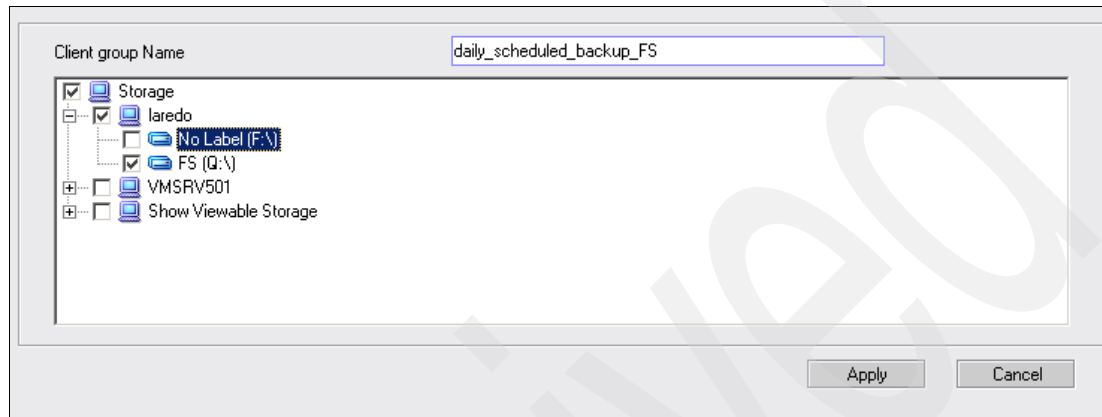 Client group Name daily_scheduled_backup_FS
Storage
laredo
No Label (F:\)
FS (Q:\)
VMSRV501
Show Viewable Storage
Apply Cancel